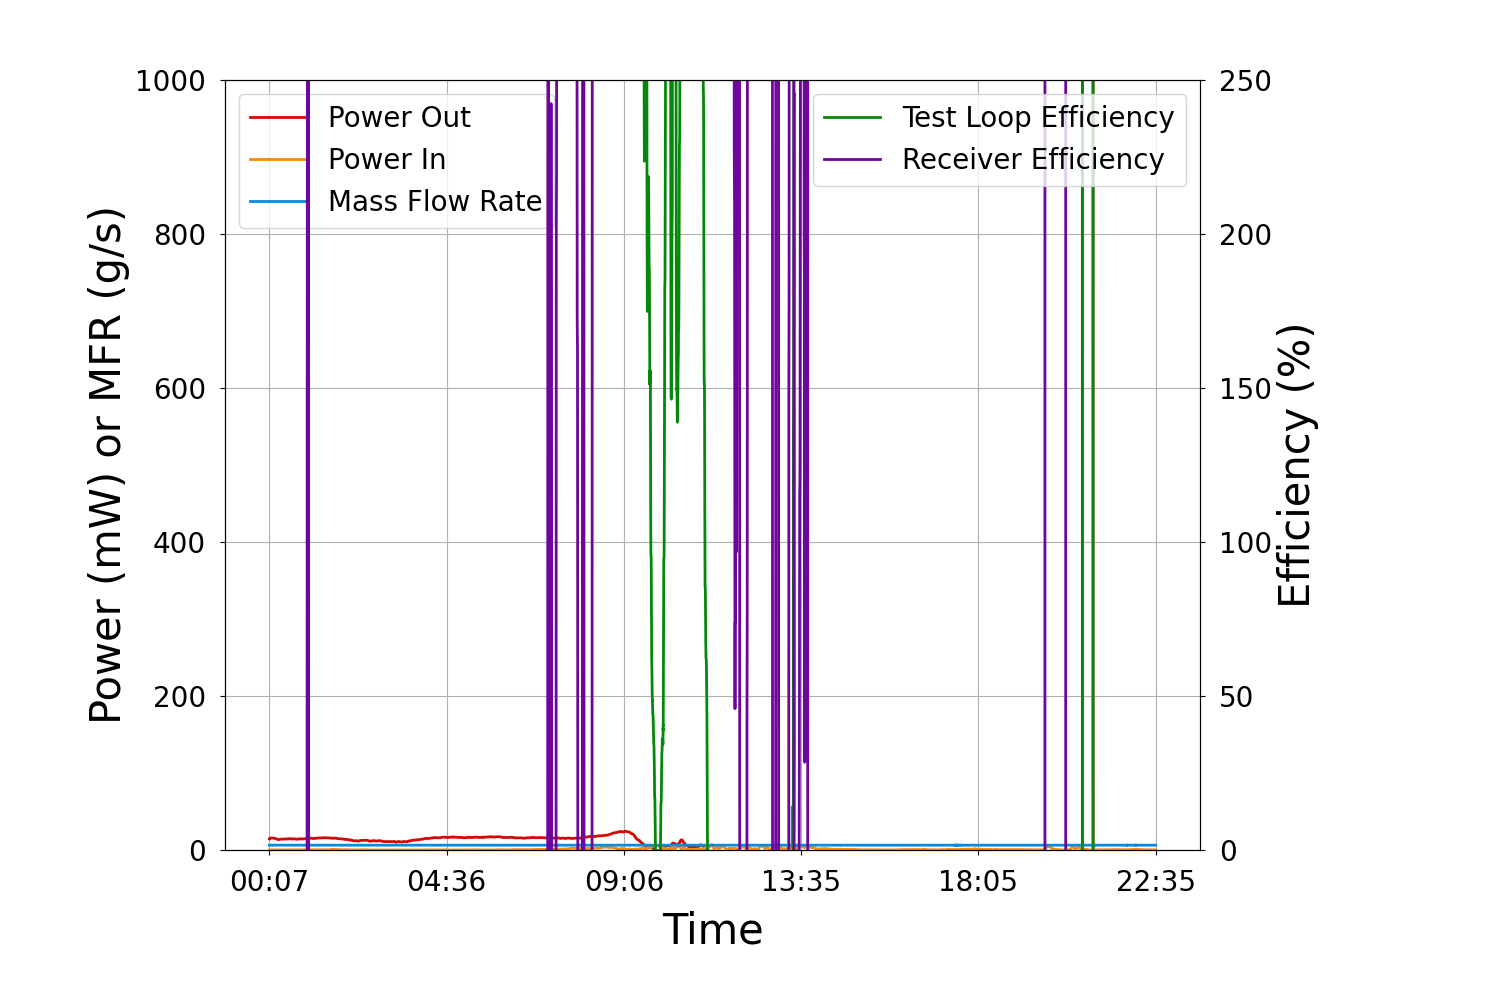 1000
800
600
400
200
0
Power (mW) or MFR (g/s)
Power Out
Power In
Mass Flow Rate
Test Loop Efficiency
Receiver Efficiency
250
200
150
100
50
0
Efficiency (%)
00:07 04:36 09:06 13:35 18:05 22:35
Time